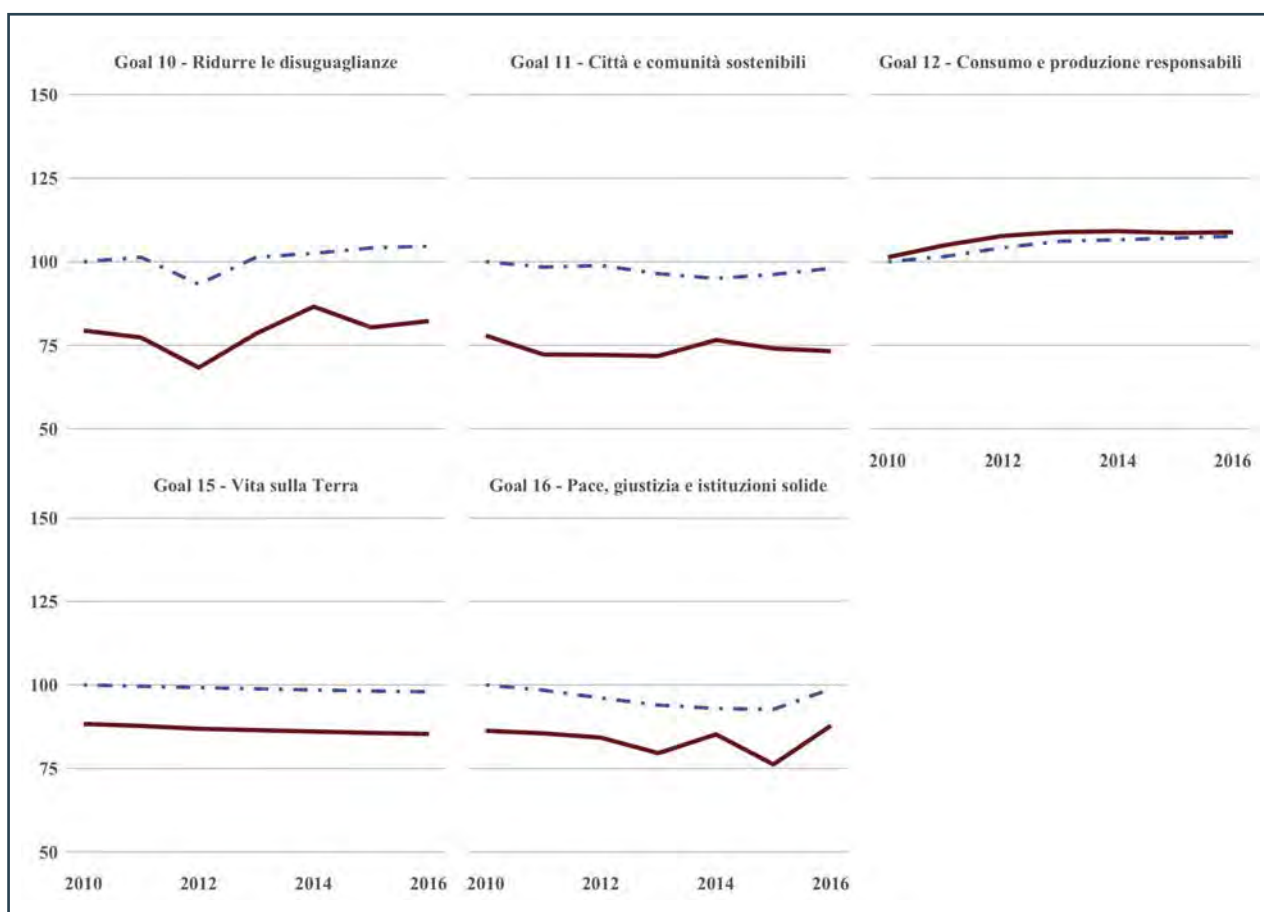 Goal 10 - Ridurre le disuguaglianze
Goal 11 - Città e comunità sostenibili
Goal 12 - Consumo e produzione responsabili
150
125
100
75
50
2010 2012 2014 2016
Goal 15 - Vita sulla Terra
Goal 16 - Pace, giustizia e istituzioni solide
150
125
100
75
50
2010 2012 2014 2016
2010 2012 2014 2016